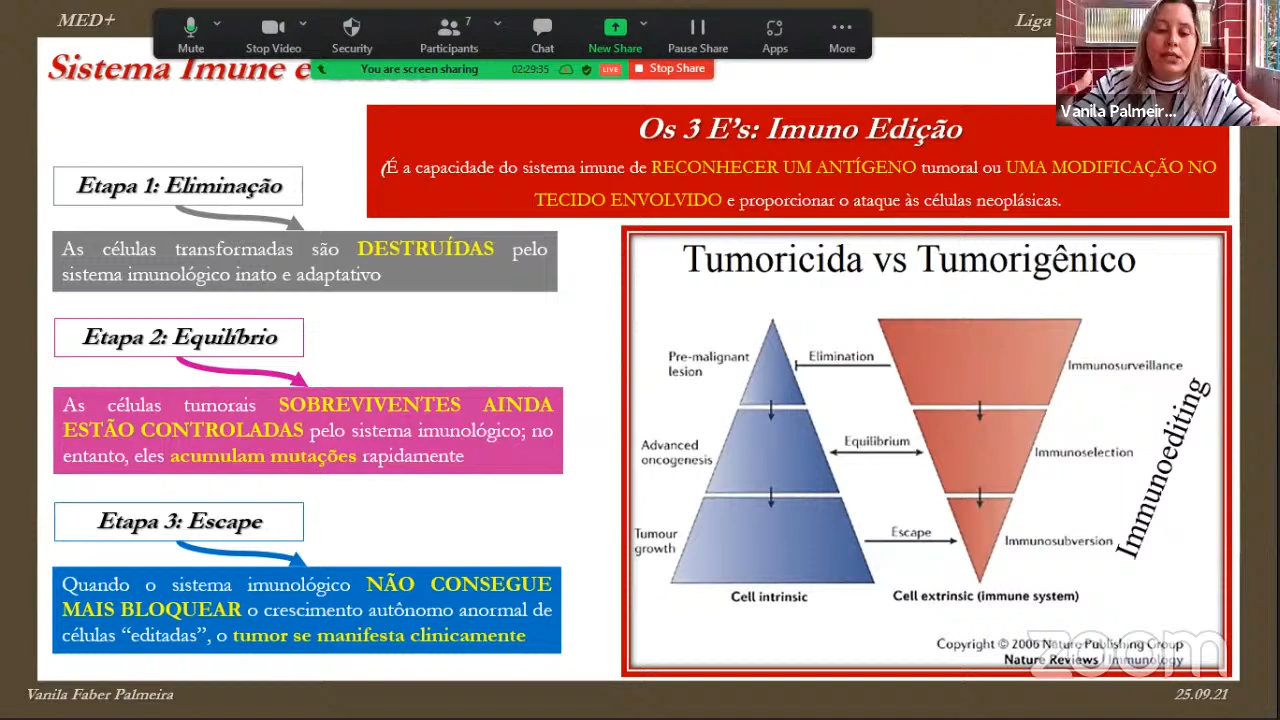 MED+
Liga
Mute
Stop Video
Security
Participants
7
Chat
New Share
Pause Share
Apps
More
You are screen sharing
02:29:35
LIVE
Stop Share
Sistema Imune e
Vanila Palmeir...
Os 3 E's: Imuno Edição
(É a capacidade do sistema imune de RECONHECER UM ANTÍGENO tumoral ou UMA MODIFICAÇÃO NO
TECIDO ENVOLVIDO e proporcionar o ataque às células neoplásicas.
Etapa 1: Eliminação
As células transformadas são DESTRUÍDAS pelo
sistema imunológico inato e adaptativo
Etapa 2: Equilíbrio
As células tumorais SOBREVIVENTES AINDA
ESTÃO CONTROLADAS pelo sistema imunológico; no
entanto, eles acumulam mutações rapidamente
Etapa 3: Escape
Quando o sistema imunológico NÃO CONSEGUE
MAIS BLOQUEAR o crescimento autônomo anormal de
células “editadas”, o tumor se manifesta clinicamente
Tumoricida vs Tumorigênico
Pre-malignant
lesion
Elimination
Immunosurveillance
Advanced
oncogenesis
Equilibrium
Immunoselection
Tumour
growth
Escape
Immunosubversion
Immunoediting
Cell intrinsic
Cell extrinsic (immune system)
Copyright © 2006 Nature Publishing Group
Nature Reviews | Immunology
zoom
Vanila Faber Palmeira
25.09.21